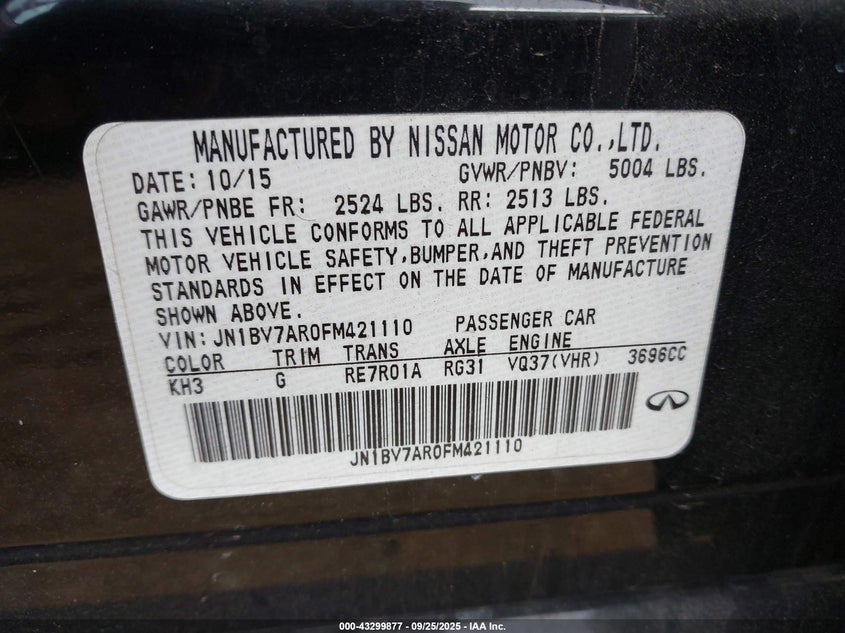 MANUFACTURED BY NISSAN MOTOR CO.,LTD.
DATE: 10/15 GVWR/PNBV: 5004 LBS.
GAWR/PNBE FR: 2524 LBS. RR: 2513 LBS.
THIS VEHICLE CONFORMS TO ALL APPLICABLE FEDERAL
MOTOR VEHICLE SAFETY,BUMPER,AND THEFT PREVENTION
STANDARDS IN EFFECT ON THE DATE OF MANUFACTURE
SHOWN ABOVE.
VIN:JN1BV7AR0FM421110 PASSENGER CAR
COLOR TRIM TRANS AXLE ENGINE
KH3 G RE7R01A RG31 VQ37(VHR) 3696CC
JN1BV7AR0FM421110
000-43299877 - 09/25/2025 - IAA Inc.